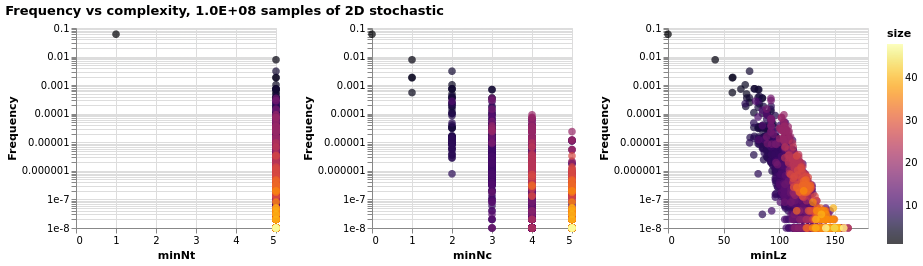 Frequency vs complexity, 1.0E+08 samples of 2D stochastic
0.1
0.01
0.001
0.0001
0.00001
0.000001
1e-7
1e-8
Frequency
0 1 2 3 4 5
minNt
0.1
0.01
0.001
0.0001
0.00001
0.000001
1e-7
1e-8
Frequency
0 1 2 3 4 5
minNc
0.1
0.01
0.001
0.0001
0.00001
0.000001
1e-7
1e-8
Frequency
0 50 100 150
minLz
size
40
30
20
10